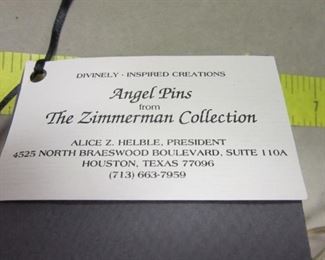 DIVINELY · INSPIRED CREATIONS
Angel Pins
from
The Zimmerman Collection
ALICE Z. HELBLE, PRESIDENT
4525 NORTH BRAESWOOD BOULEVARD, SUITE 110A
HOUSTON, TEXAS 77096
(713) 663-7959